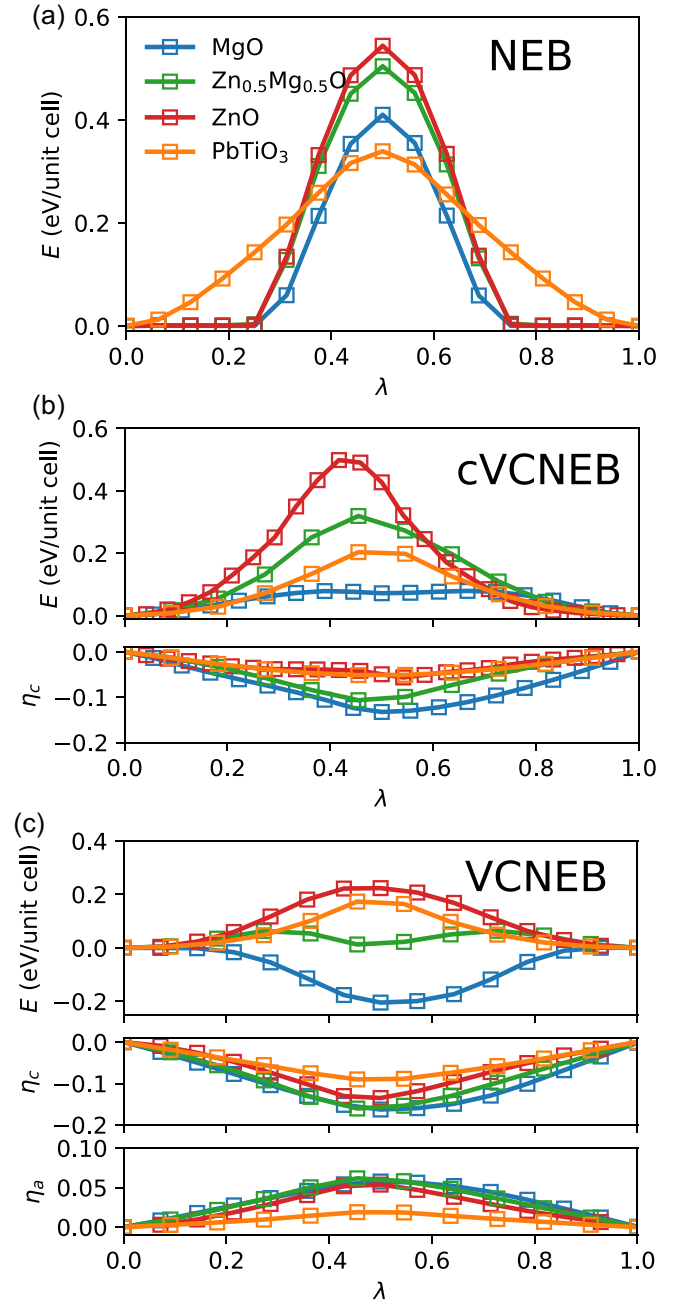 (a)
0.6
0.4
0.2
0.0
E (eV/unit cell)
MgO
Zn0.5Mg0.5O
ZnO
PbTiO3
NEB
0.0 0.2 0.4 0.6 0.8 1.0
λ
(b)
0.6
0.4
0.2
0.0
E (eV/unit cell)
cVCNEB
0.0
−0.1
−0.2
ηc
0.0 0.2 0.4 0.6 0.8 1.0
λ
(c)
0.4
0.2
0.0
−0.2
E (eV/unit cell)
VCNEB
0.0
−0.1
−0.2
ηc
0.10
0.05
0.00
ηa
0.0 0.2 0.4 0.6 0.8 1.0
λ